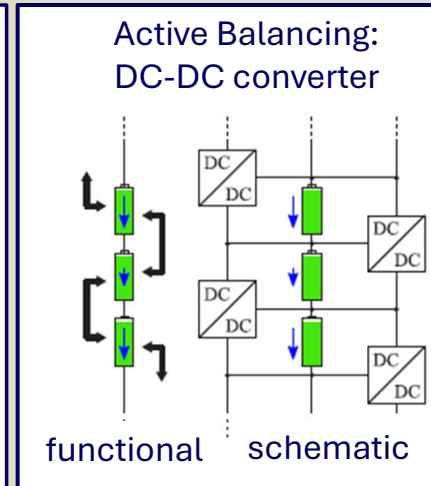 Active Balancing:
DC-DC converter
DC
DC
DC
DC
DC
DC
DC
DC
functional schematic